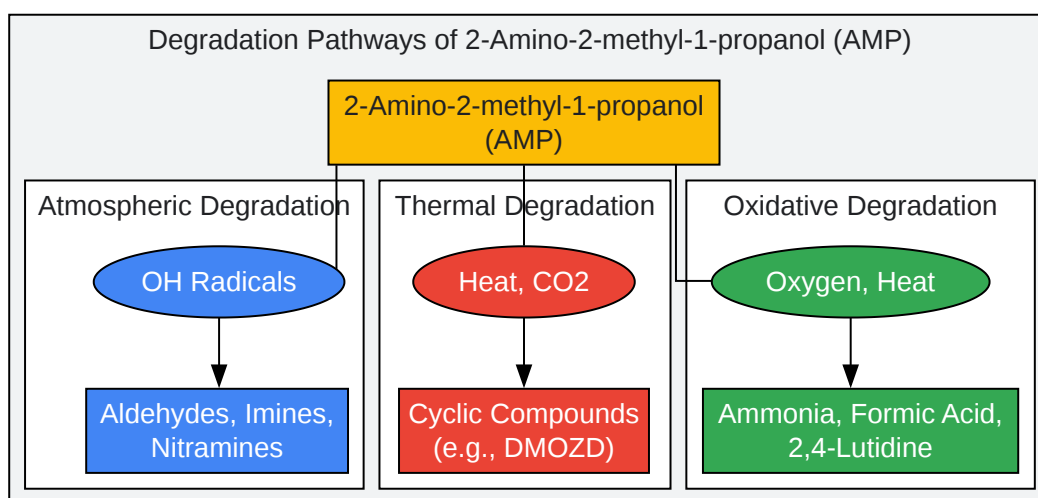 Degradation Pathways of 2-Amino-2-methyl-1-propanol (AMP)
2-Amino-2-methyl-1-propanol
(AMP)
Atmospheric Degradation
Thermal Degradation
Oxidative Degradation
OH Radicals
Heat, CO2
Oxygen, Heat
Aldehydes, Imines,
Nitramines
Cyclic Compounds
(e.g., DMOZD)
Ammonia, Formic Acid,
2,4-Lutidine